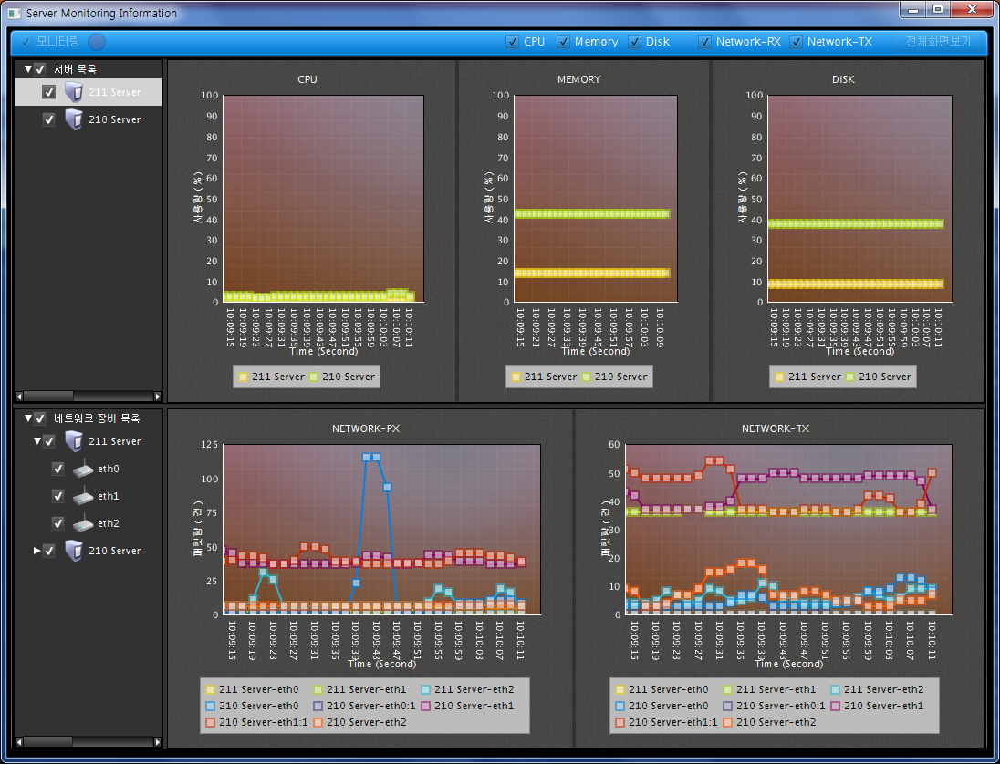 Server Monitoring Information
모니터링
CPU Memory Disk Network-RX Network-TX 전체화면보기
서버 목록
211 Server
210 Server
CPU
100
90
80
70
60
50
40
30
20
10
0
사용량 (%)
10:09:15 10:09:19 10:09:23 10:09:27 10:09:31 10:09:35 10:09:39 10:09:43 10:09:47 10:09:51 10:09:55 10:09:59 10:10:03 10:10:07 10:10:11
Time (Second)
211 Server 210 Server
MEMORY
100
90
80
70
60
50
40
30
20
10
0
사용량 (%)
10:09:15 10:09:21 10:09:27 10:09:33 10:09:39 10:09:45 10:09:51 10:09:57 10:10:03 10:10:09
Time (Second)
211 Server 210 Server
DISK
100
90
80
70
60
50
40
30
20
10
0
사용량 (%)
10:09:15 10:09:19 10:09:23 10:09:27 10:09:31 10:09:35 10:09:39 10:09:43 10:09:47 10:09:51 10:09:55 10:09:59 10:10:03 10:10:07 10:10:11
Time (Second)
211 Server 210 Server
네트워크 장비 목록
211 Server
eth0
eth1
eth2
210 Server
NETWORK-RX
125
100
75
50
25
0
패킷량 (건)
10:09:15 10:09:19 10:09:23 10:09:27 10:09:31 10:09:35 10:09:39 10:09:43 10:09:47 10:09:51 10:09:55 10:09:59 10:10:03 10:10:07 10:10:11
Time (Second)
211 Server-eth0 211 Server-eth1 211 Server-eth2
210 Server-eth0 210 Server-eth0:1 210 Server-eth1
210 Server-eth1:1 210 Server-eth2
NETWORK-TX
60
50
40
30
20
10
0
패킷량 (건)
10:09:15 10:09:19 10:09:23 10:09:27 10:09:31 10:09:35 10:09:39 10:09:43 10:09:47 10:09:51 10:09:55 10:09:59 10:10:03 10:10:07 10:10:11
Time (Second)
211 Server-eth0 211 Server-eth1 211 Server-eth2
210 Server-eth0 210 Server-eth0:1 210 Server-eth1
210 Server-eth1:1 210 Server-eth2